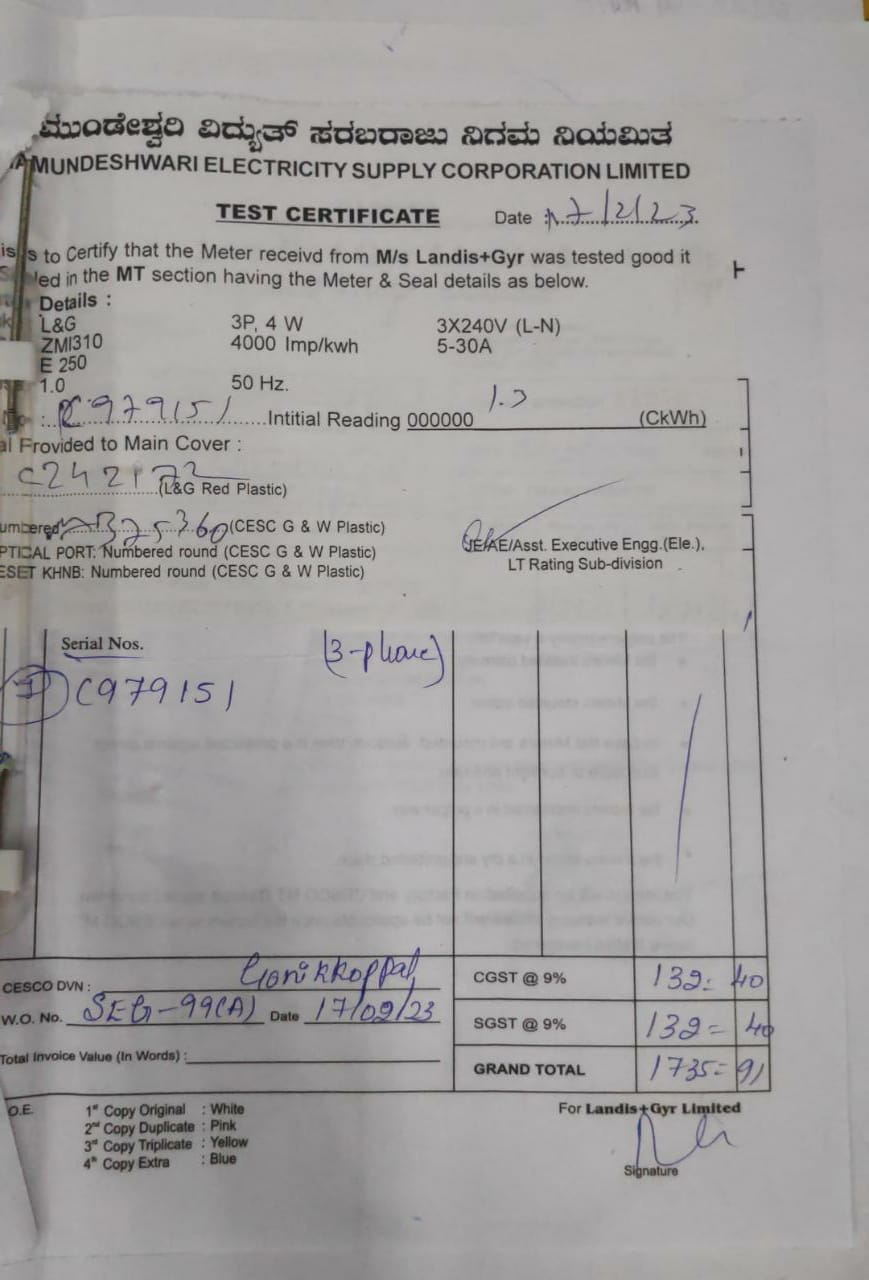 ಮುಂಡೇಶ್ವರಿ ವಿದ್ಯುತ್ ಸರಬರಾಜು ನಿಗಮ ನಿಯಮಿತ
AMUNDESHWARI ELECTRICITY SUPPLY CORPORATION LIMITED
TEST CERTIFICATE Date : 17/2/23
is to Certify that the Meter receivd from M/s Landis+Gyr was tested good it
led in the MT section having the Meter & Seal details as below.
Details :
L&G 3P, 4 W 3X240V (L-N)
ZMI310 4000 Imp/kwh 5-30A
E 250
1.0 50 Hz.
: C979151 Intitial Reading 000000 1.0 (CkWh)
al Frovided to Main Cover :
C242172 (L&G Red Plastic)
umbered 375360 (CESC G & W Plastic)
PTICAL PORT: Numbered round (CESC G & W Plastic)
ESET KHNB: Numbered round (CESC G & W Plastic)
JE/AE/Asst. Executive Engg.(Ele.),
LT Rating Sub-division
Serial Nos. (3-phase)
1) C979151
CESCO DVN : Gonikkoppal CGST @ 9% 132= 40
W.O. No. SEG-99(A) Date 17/02/23 SGST @ 9% 132= 40
Total Invoice Value (In Words) : GRAND TOTAL 1735= 91
O.E. 1st Copy Original : White
2nd Copy Duplicate : Pink
3rd Copy Triplicate : Yellow
4th Copy Extra : Blue
For Landis+Gyr Limited
Signature